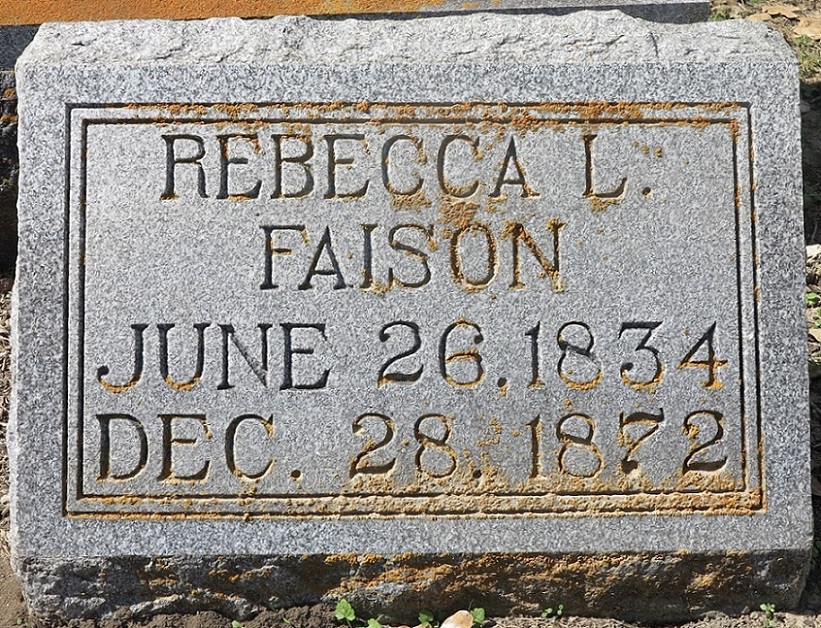 REBECCA L.
FAISON
JUNE 26. 1834
DEC. 28. 1872